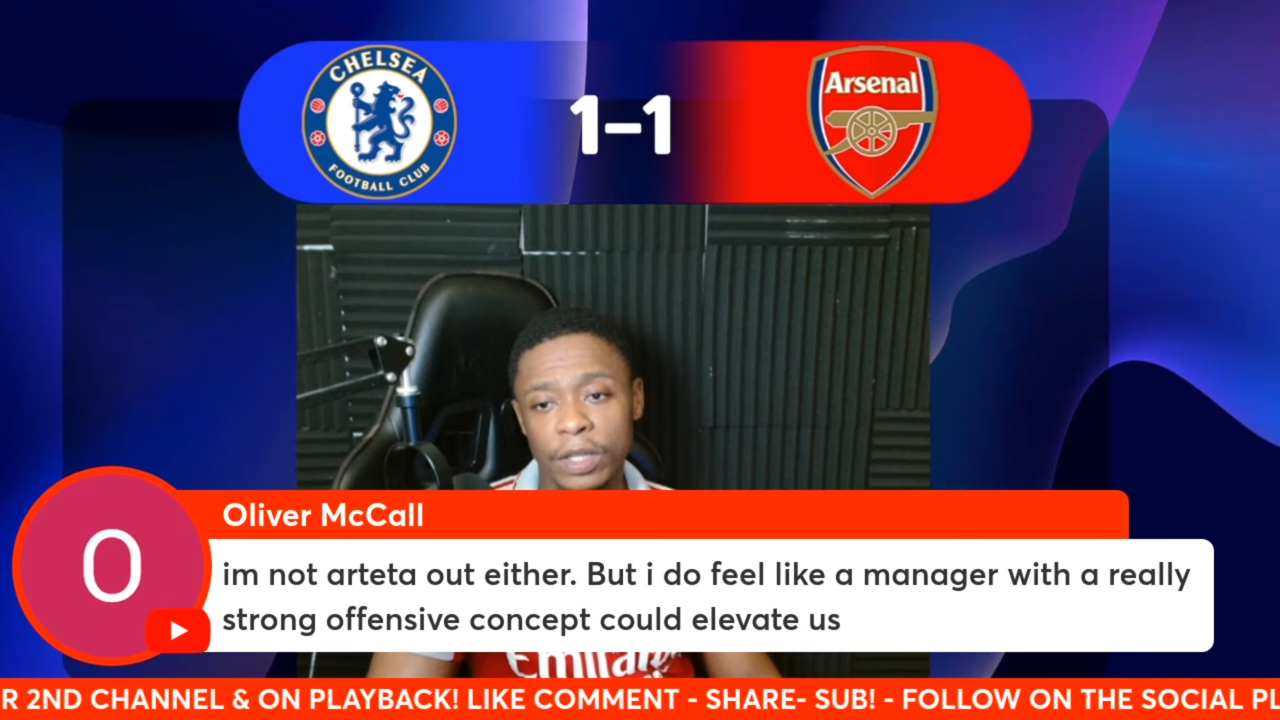 CHELSEA
FOOTBALL CLUB
1-1
Arsenal
Oliver McCall
O
im not arteta out either. But i do feel like a manager with a really
strong offensive concept could elevate us
Emirates
R 2ND CHANNEL & ON PLAYBACK! LIKE COMMENT - SHARE- SUB! - FOLLOW ON THE SOCIAL PL